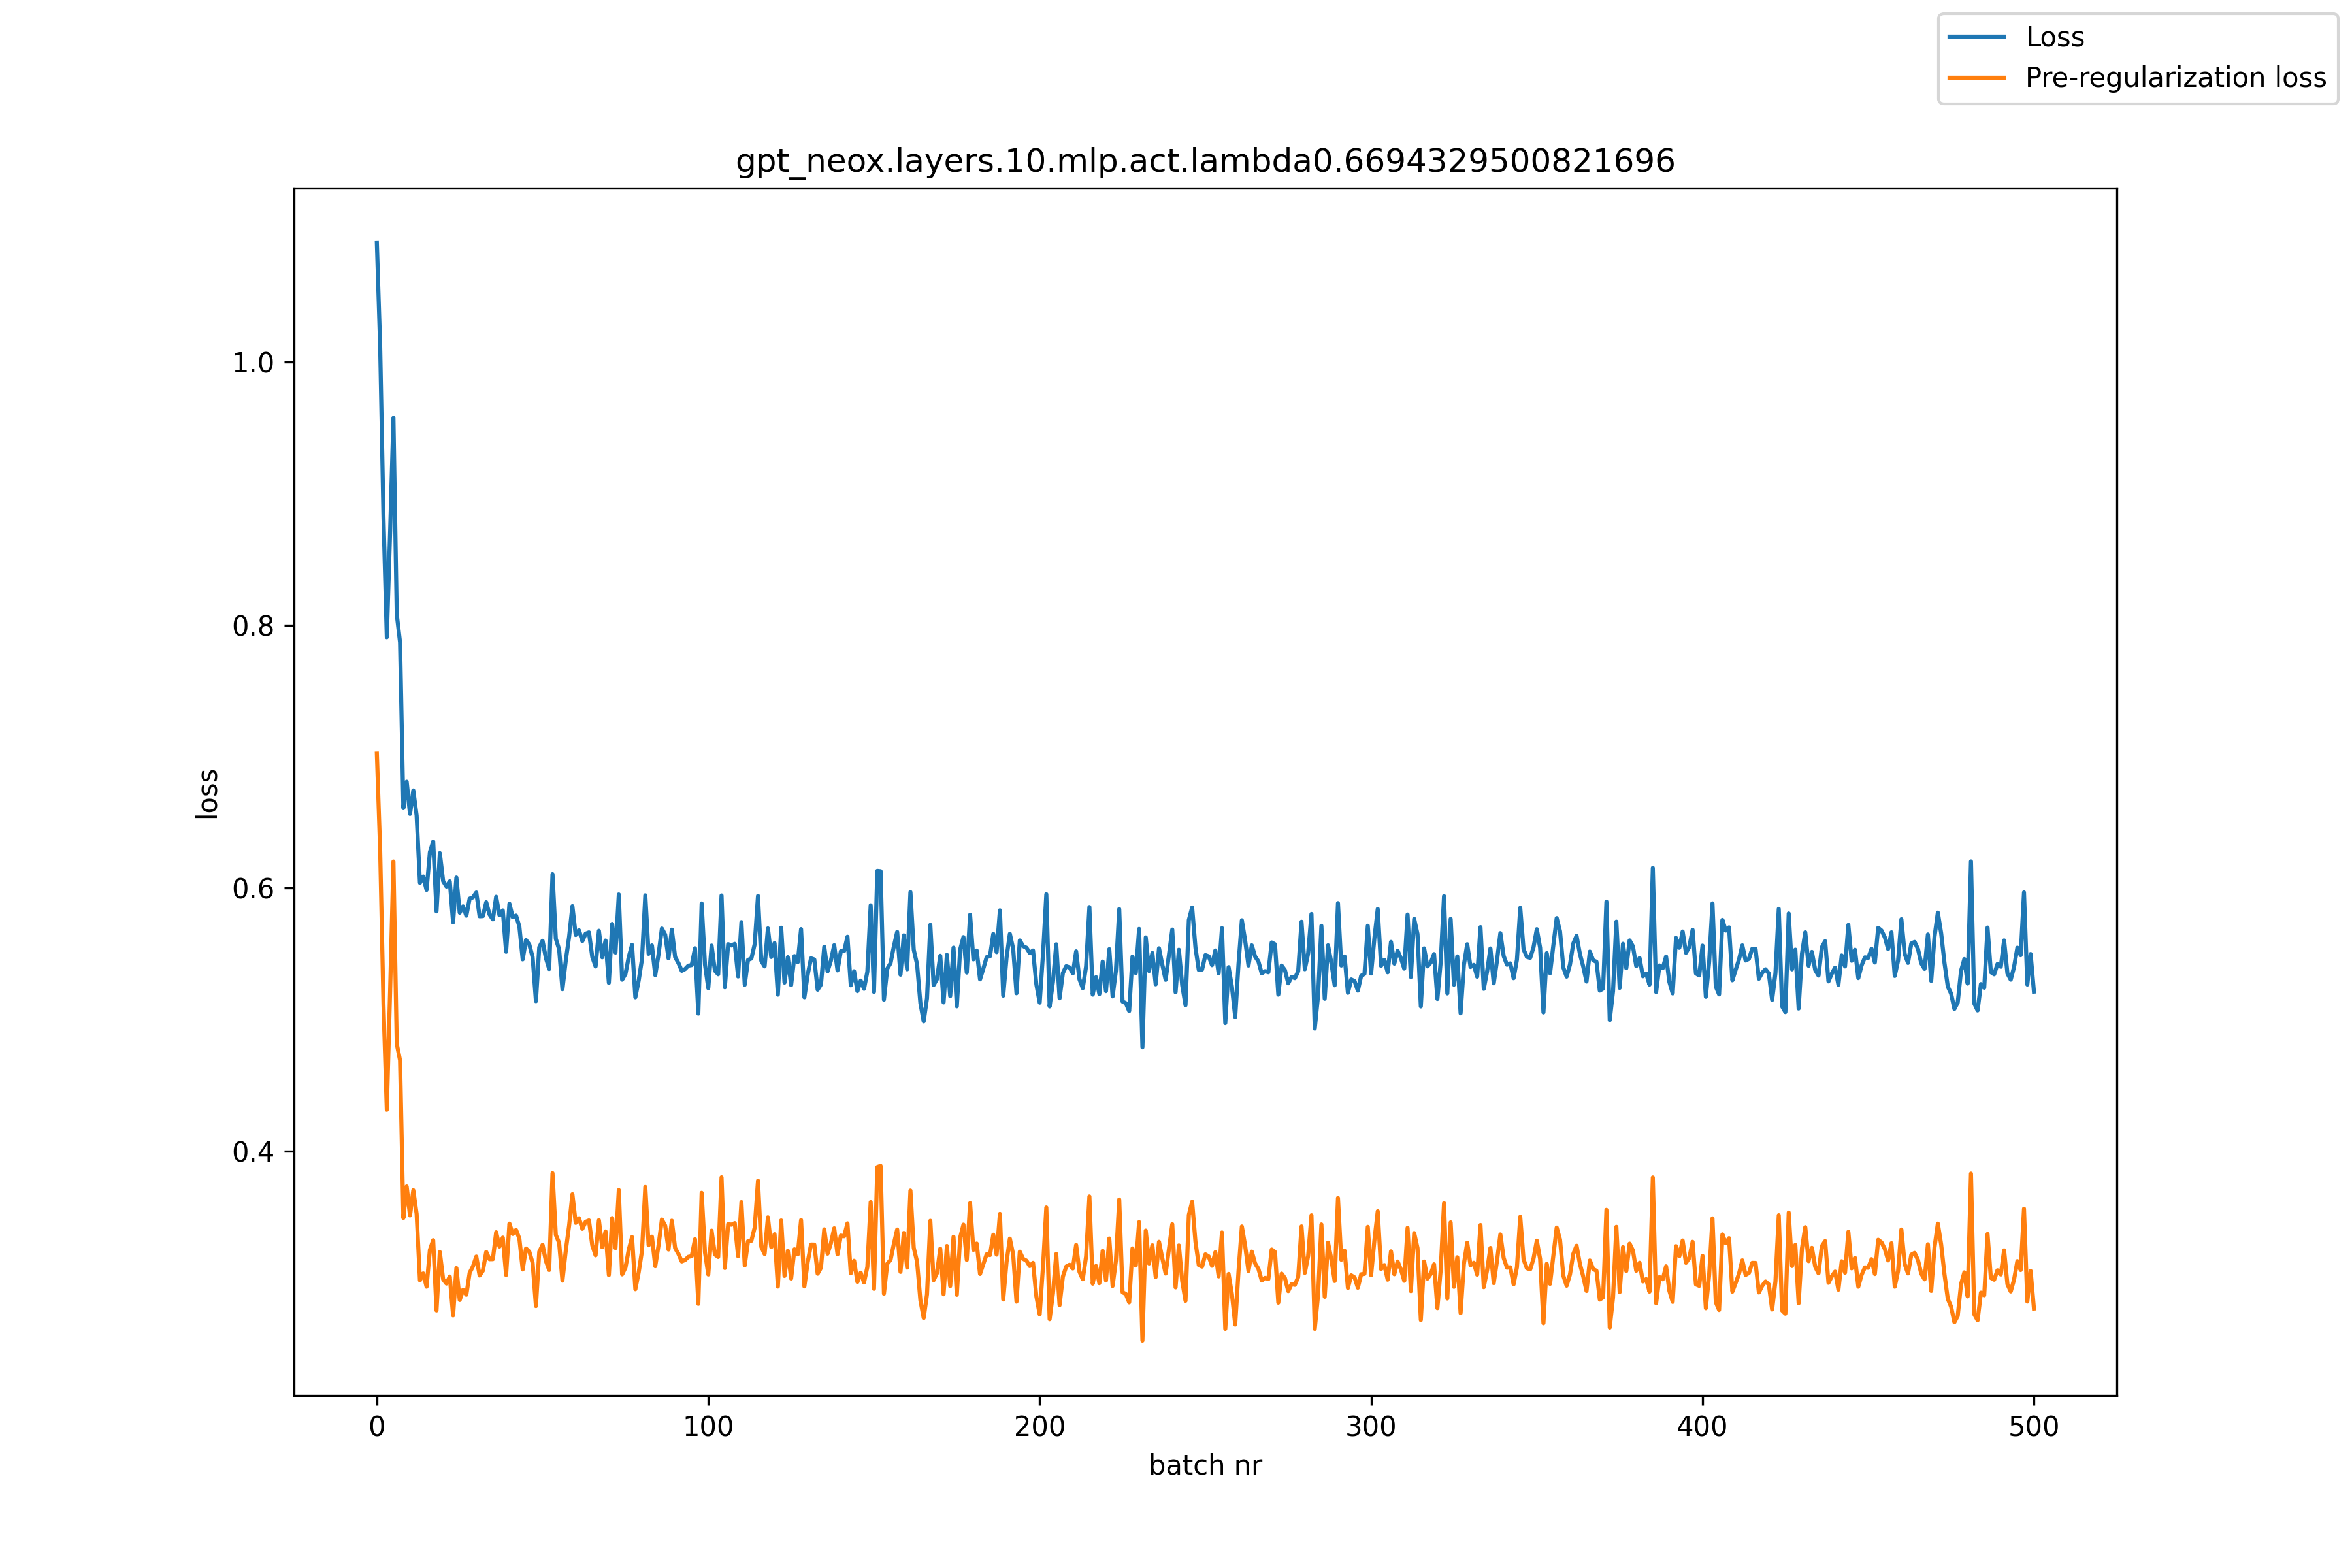 Loss
Pre-regularization loss
gpt_neox.layers.10.mlp.act.lambda0.6694329500821696
1.0
0.8
0.6
0.4
loss
0 100 200 300 400 500
batch nr